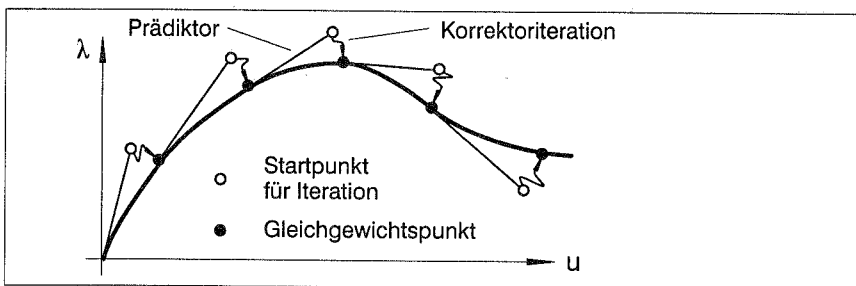 Prädiktor
Korrektoriteration
λ
Startpunkt
für Iteration
Gleichgewichtspunkt
u